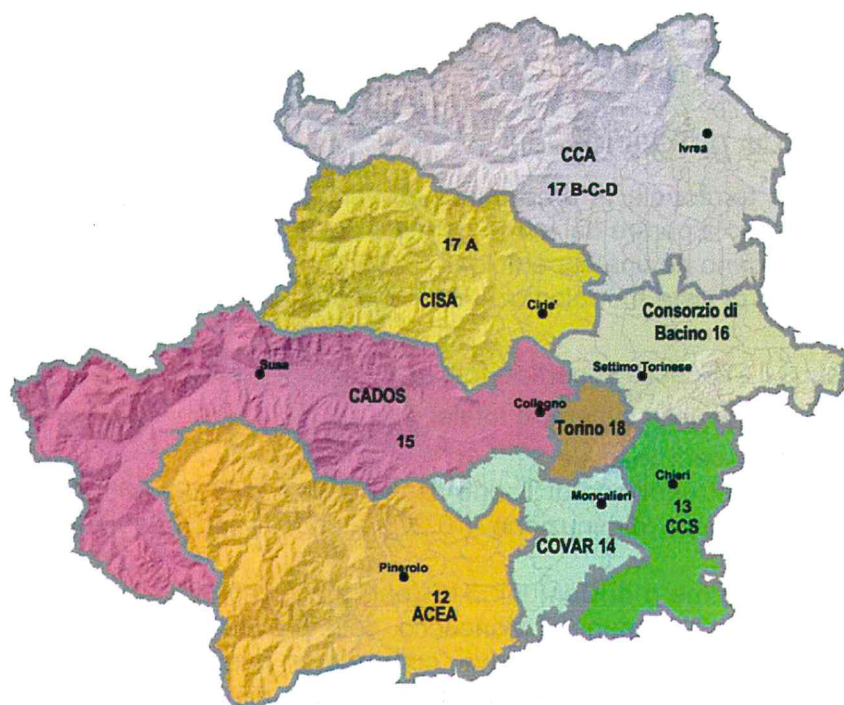 CCA
Ivrea
17 B-C-D
17 A
CISA
Cirie'
Consorzio di
Bacino 16
Settimo Torinese
Susa
CADOS
15
Collegno
Torino 18
Chieri
13
CCS
Moncalieri
COVAR 14
Pinerolo
12
ACEA